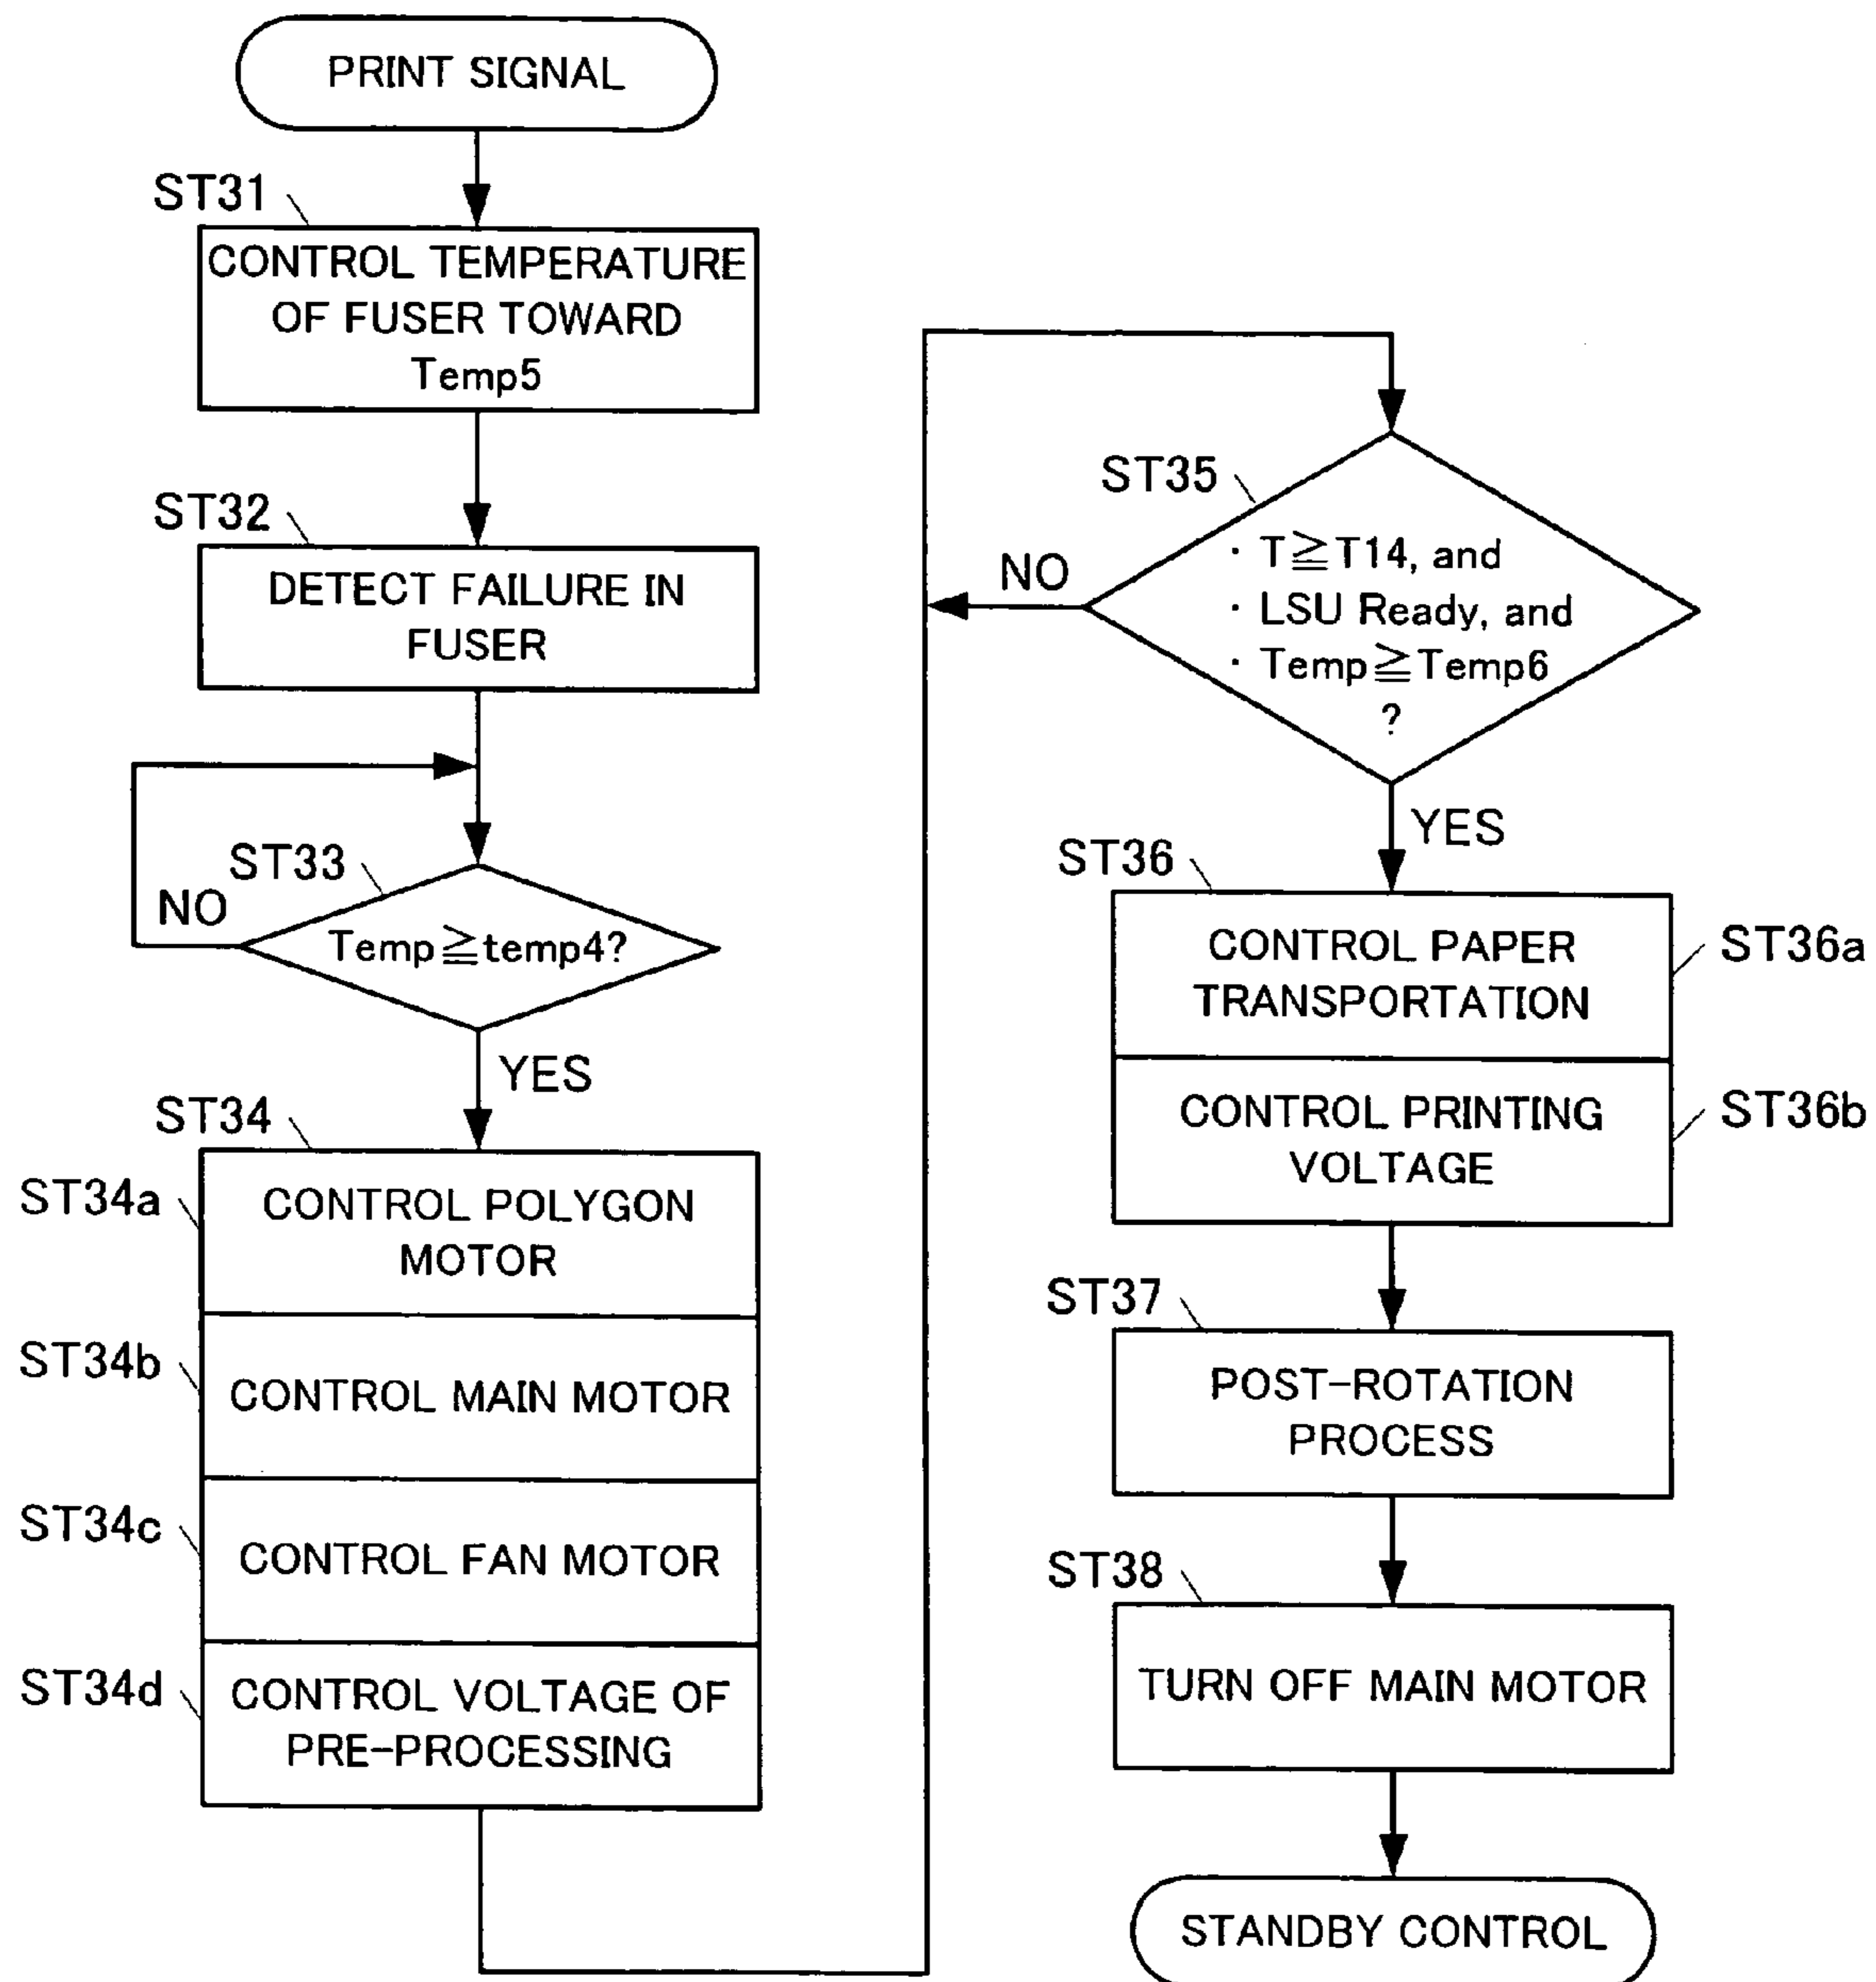 PRINT SIGNAL
ST31
CONTROL TEMPERATURE
OF FUSER TOWARD
Temp5
ST32
DETECT FAILURE IN
FUSER
ST33
NO
Temp≧temp4?
YES
ST34
ST34a
CONTROL POLYGON
MOTOR
ST34b
CONTROL MAIN MOTOR
ST34c
CONTROL FAN MOTOR
ST34d
CONTROL VOLTAGE OF
PRE-PROCESSING
ST35
NO
・ T≧T14, and
・ LSU Ready, and
・ Temp≧Temp6
?
YES
ST36
CONTROL PAPER
TRANSPORTATION
ST36a
CONTROL PRINTING
VOLTAGE
ST36b
ST37
POST-ROTATION
PROCESS
ST38
TURN OFF MAIN MOTOR
STANDBY CONTROL